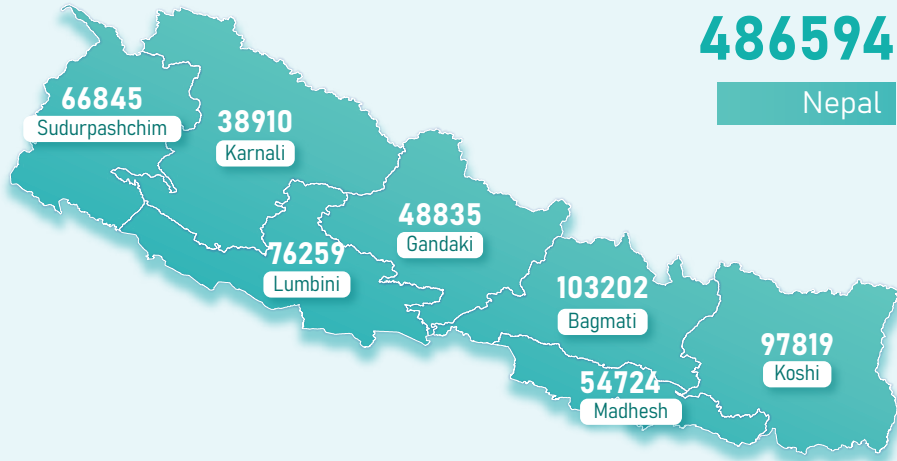 486594
Nepal
66845
Sudurpashchim
38910
Karnali
48835
Gandaki
76259
Lumbini
103202
Bagmati
97819
Koshi
54724
Madhesh